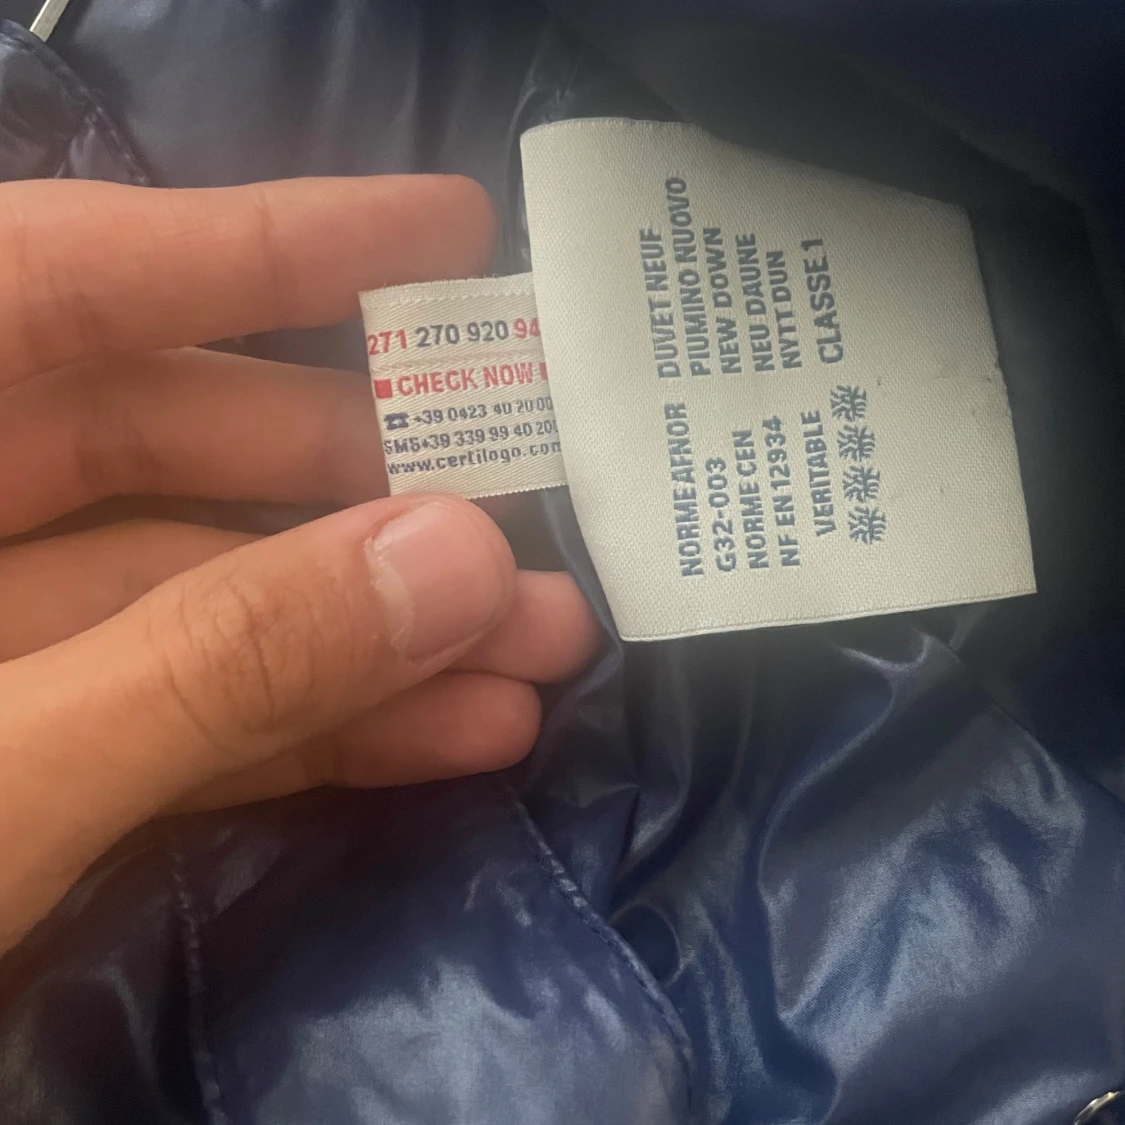 271 270 920 94
CHECK NOW
☎ +39 0423 40 20 00
SMS+39 339 99 40 20
www.certilogo.com
NORME AFNOR DUVET NEUF
G32-003 PIUMINO NUOVO
NORME CEN NEW DOWN
NF EN 12934 NEU DAUNE
NYTT DUN
VERITABLE CLASSE 1